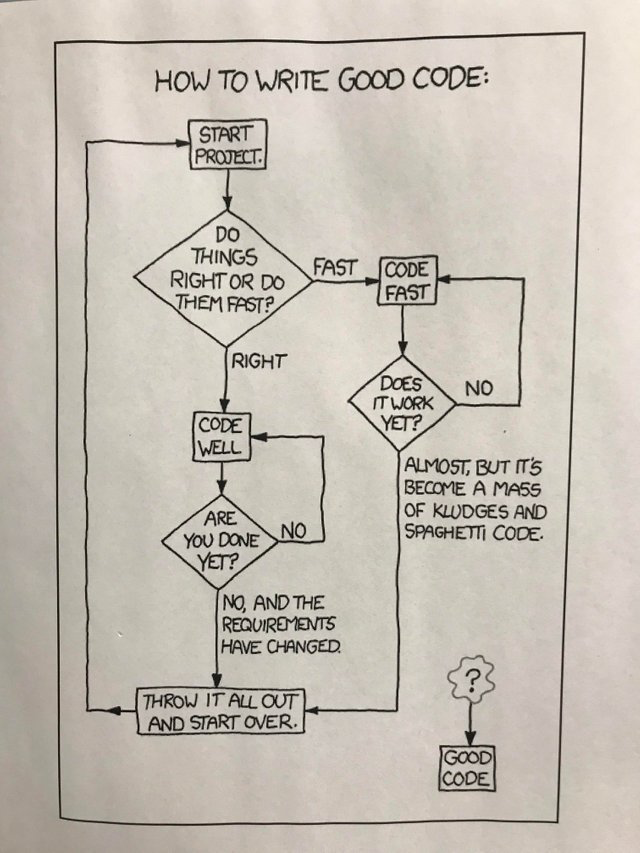 HOW TO WRITE GOOD CODE:
START
PROJECT.
DO
THINGS
RIGHT OR DO
THEM FAST?
FAST
CODE
FAST
RIGHT
DOES
IT WORK
YET?
NO
CODE
WELL
ALMOST, BUT IT'S
BECOME A MASS
OF KLUDGES AND
SPAGHETTI CODE.
ARE
YOU DONE
YET?
NO
NO, AND THE
REQUIREMENTS
HAVE CHANGED.
THROW IT ALL OUT
AND START OVER.
?
GOOD
CODE